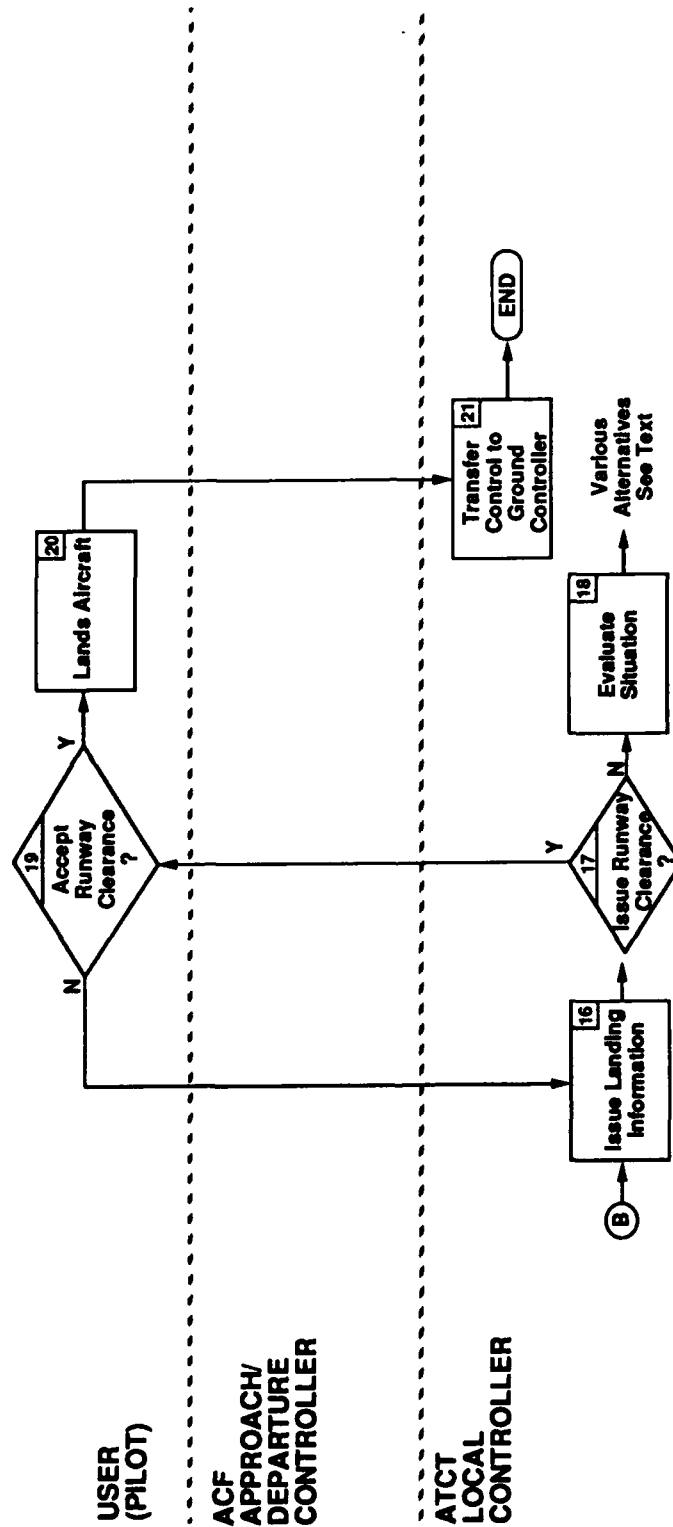 USER
(PILOT)
19
Accept
Runway
Clearance
?
N
Y
20
Lands Aircraft
ACF
APPROACH/
DEPARTURE
CONTROLLER
ATCT
LOCAL
CONTROLLER
B
16
Issue Landing
Information
17
Issue Runway
Clearance
?
Y
N
18
Evaluate
Situation
Various
Alternatives
See Text
21
Transfer
Control to
Ground
Controller
END